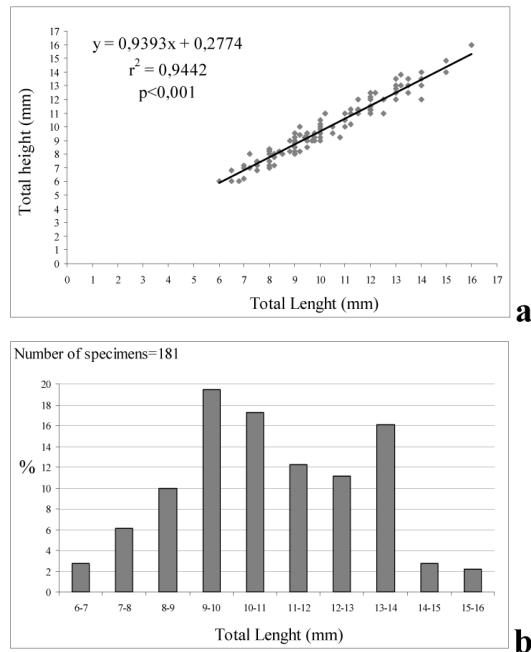 y = 0,9393x + 0,2774
r² = 0,9442
p<0,001
Total height (mm)
17
16
15
14
13
12
11
10
9
8
7
6
5
4
3
2
1
0
0 1 2 3 4 5 6 7 8 9 10 11 12 13 14 15 16 17
Total Lenght (mm)
a
Number of specimens=181
%
20
18
16
14
12
10
8
6
4
2
0
6-7 7-8 8-9 9-10 10-11 11-12 12-13 13-14 14-15 15-16
Total Lenght (mm)
b